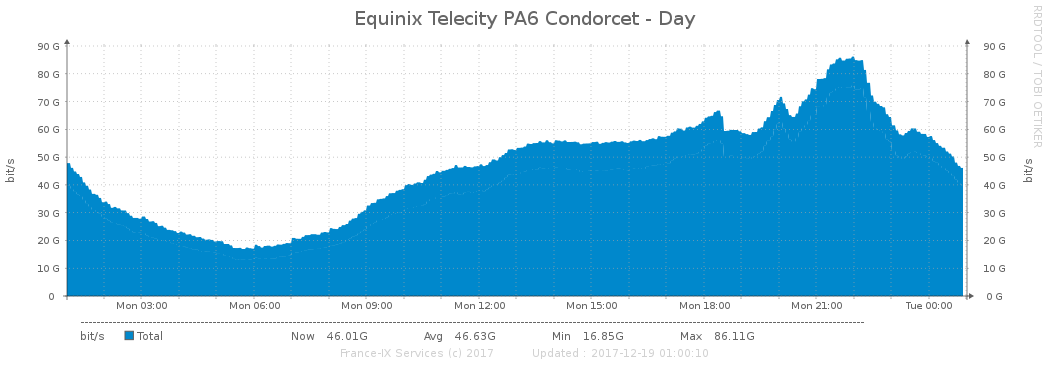 Equinix Telecity PA6 Condorcet - Day
RRDTOOL / TOBI OETIKER
90 G 90 G
80 G 80 G
70 G 70 G
60 G 60 G
50 G 50 G
40 G 40 G
30 G 30 G
20 G 20 G
10 G 10 G
0 0 G
bit/s bit/s
Mon 03:00 Mon 06:00 Mon 09:00 Mon 12:00 Mon 15:00 Mon 18:00 Mon 21:00 Tue 00:00
bit/s Total Now 46.01G Avg 46.63G Min 16.85G Max 86.11G
France-IX Services (c) 2017 Updated : 2017-12-19 01:00:10